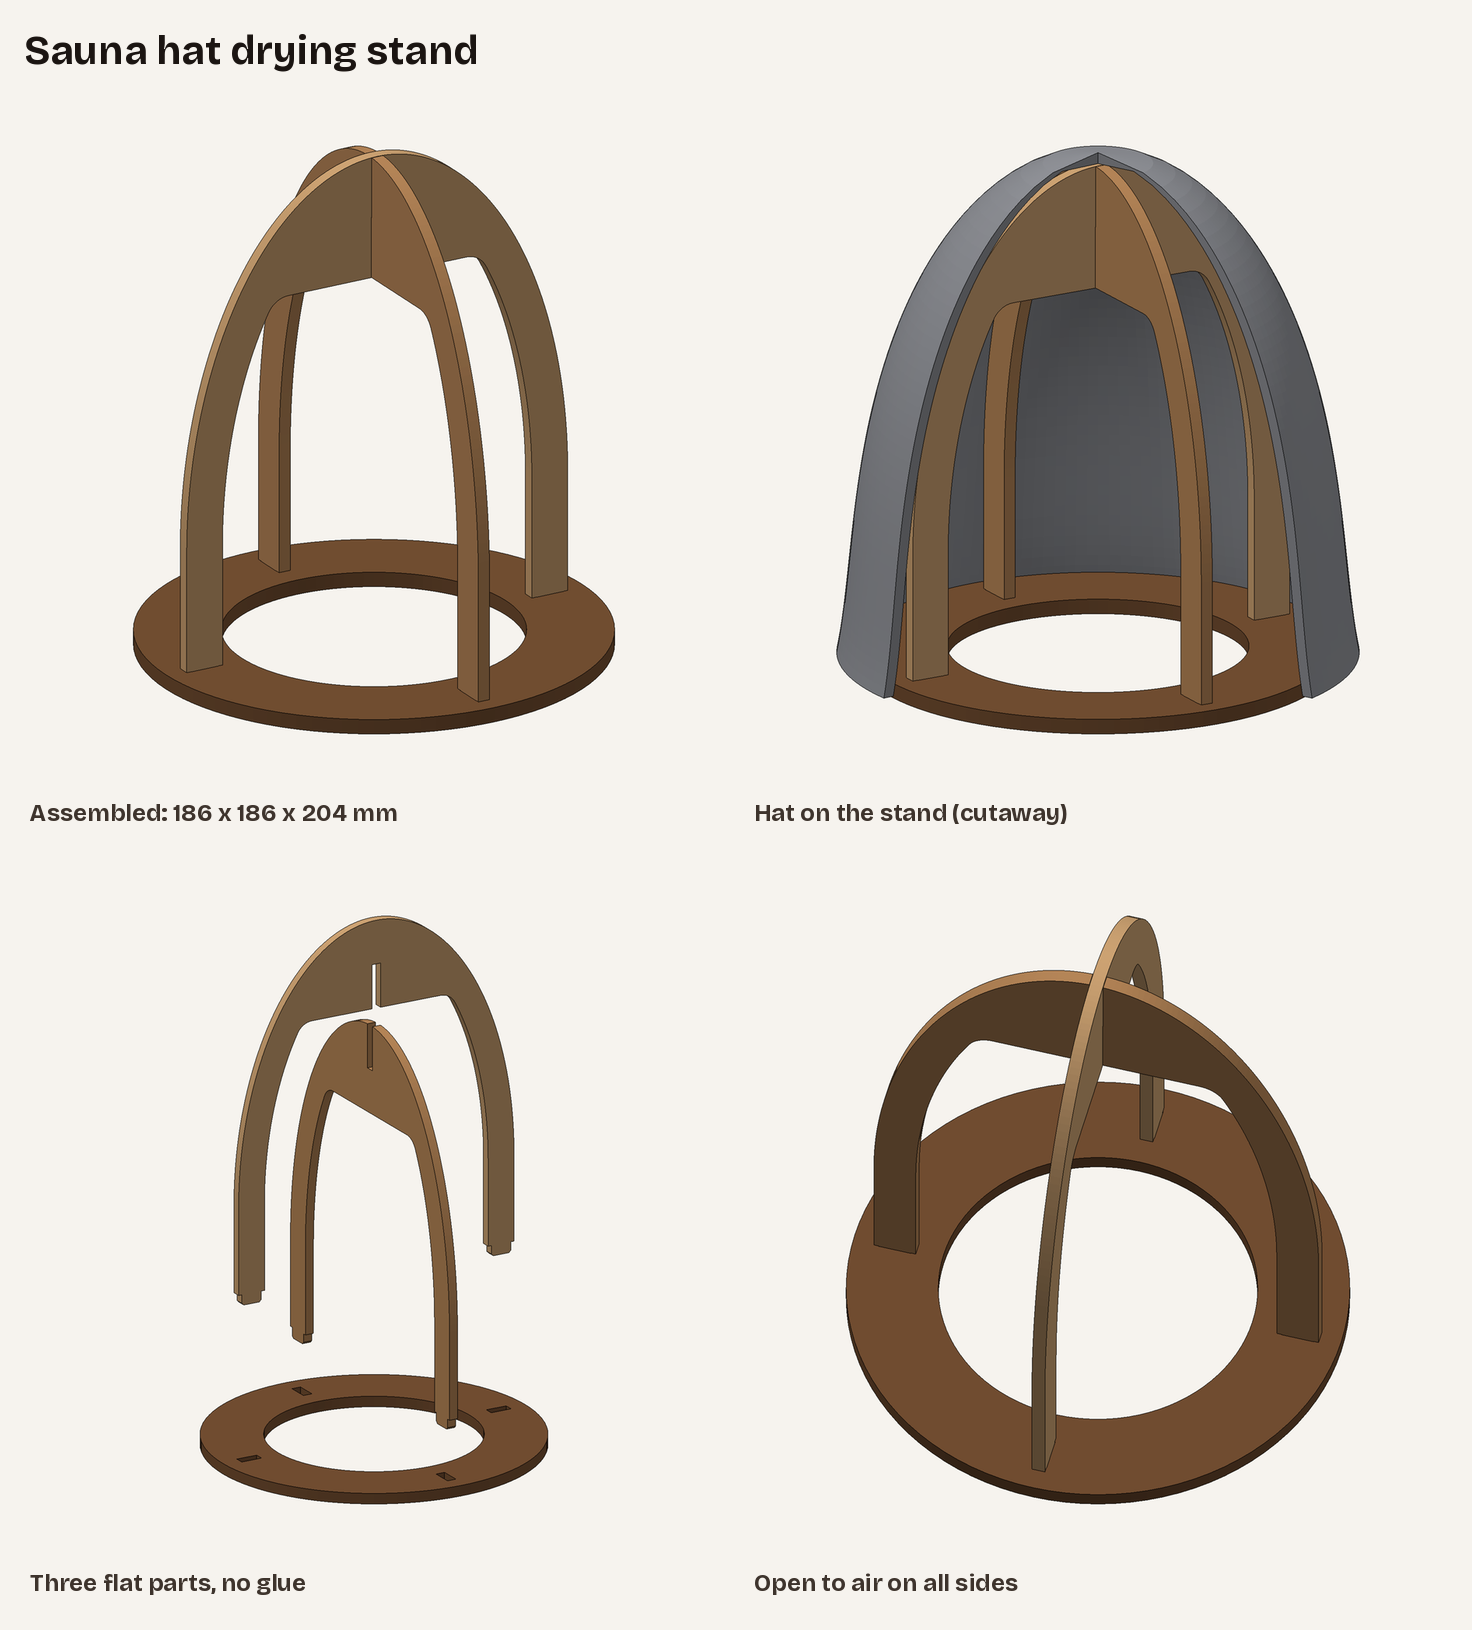 Sauna hat drying stand
Assembled: 186 x 186 x 204 mm
Hat on the stand (cutaway)
Three flat parts, no glue
Open to air on all sides